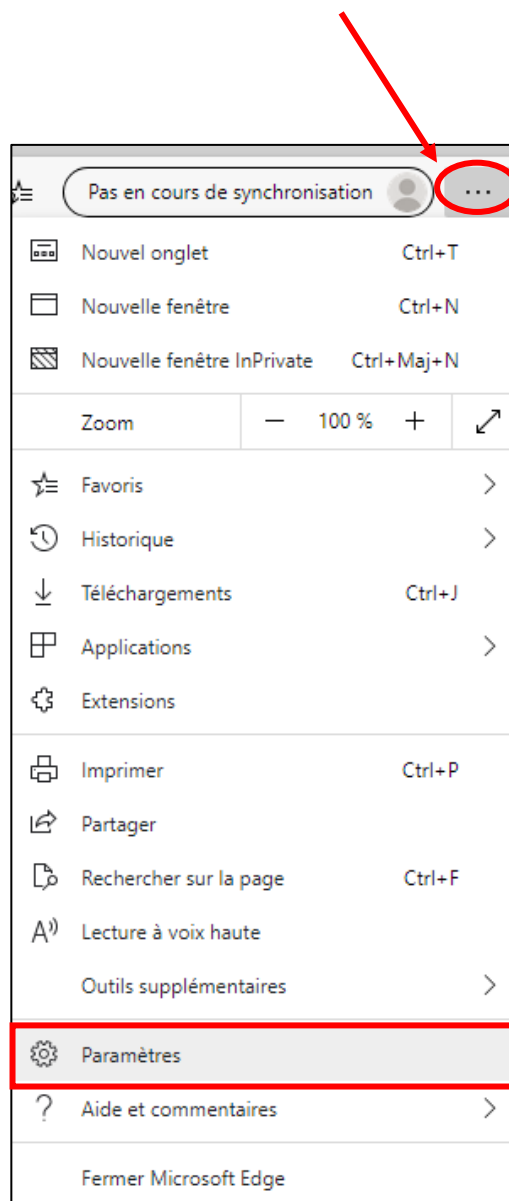 Pas en cours de synchronisation ...
Nouvel onglet Ctrl+T
Nouvelle fenêtre Ctrl+N
Nouvelle fenêtre InPrivate Ctrl+Maj+N
Zoom — 100 % +
Favoris
Historique
Téléchargements Ctrl+J
Applications
Extensions
Imprimer Ctrl+P
Partager
Rechercher sur la page Ctrl+F
Lecture à voix haute
Outils supplémentaires
Paramètres
Aide et commentaires
Fermer Microsoft Edge